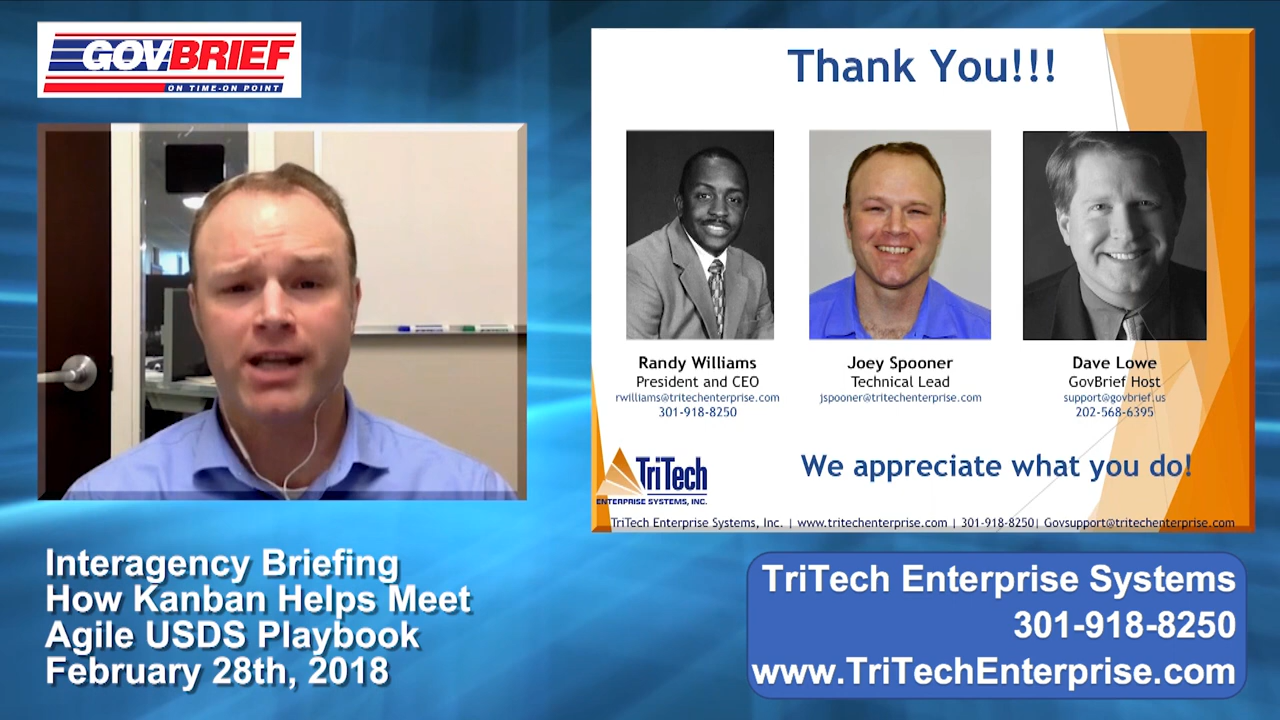 GOVBRIEF
ON TIME-ON POINT
Thank You!!!
Randy Williams
President and CEO
rwilliams@tritechenterprise.com
301-918-8250
Joey Spooner
Technical Lead
jspooner@tritechenterprise.com
Dave Lowe
GovBrief Host
support@govbrief.us
202-568-6395
We appreciate what you do!
TriTech
ENTERPRISE SYSTEMS, INC.
TriTech Enterprise Systems, Inc. | www.tritechenterprise.com | 301-918-8250| Govsupport@tritechenterprise.com
Interagency Briefing
How Kanban Helps Meet
Agile USDS Playbook
February 28th, 2018
TriTech Enterprise Systems
301-918-8250
www.TriTechEnterprise.com